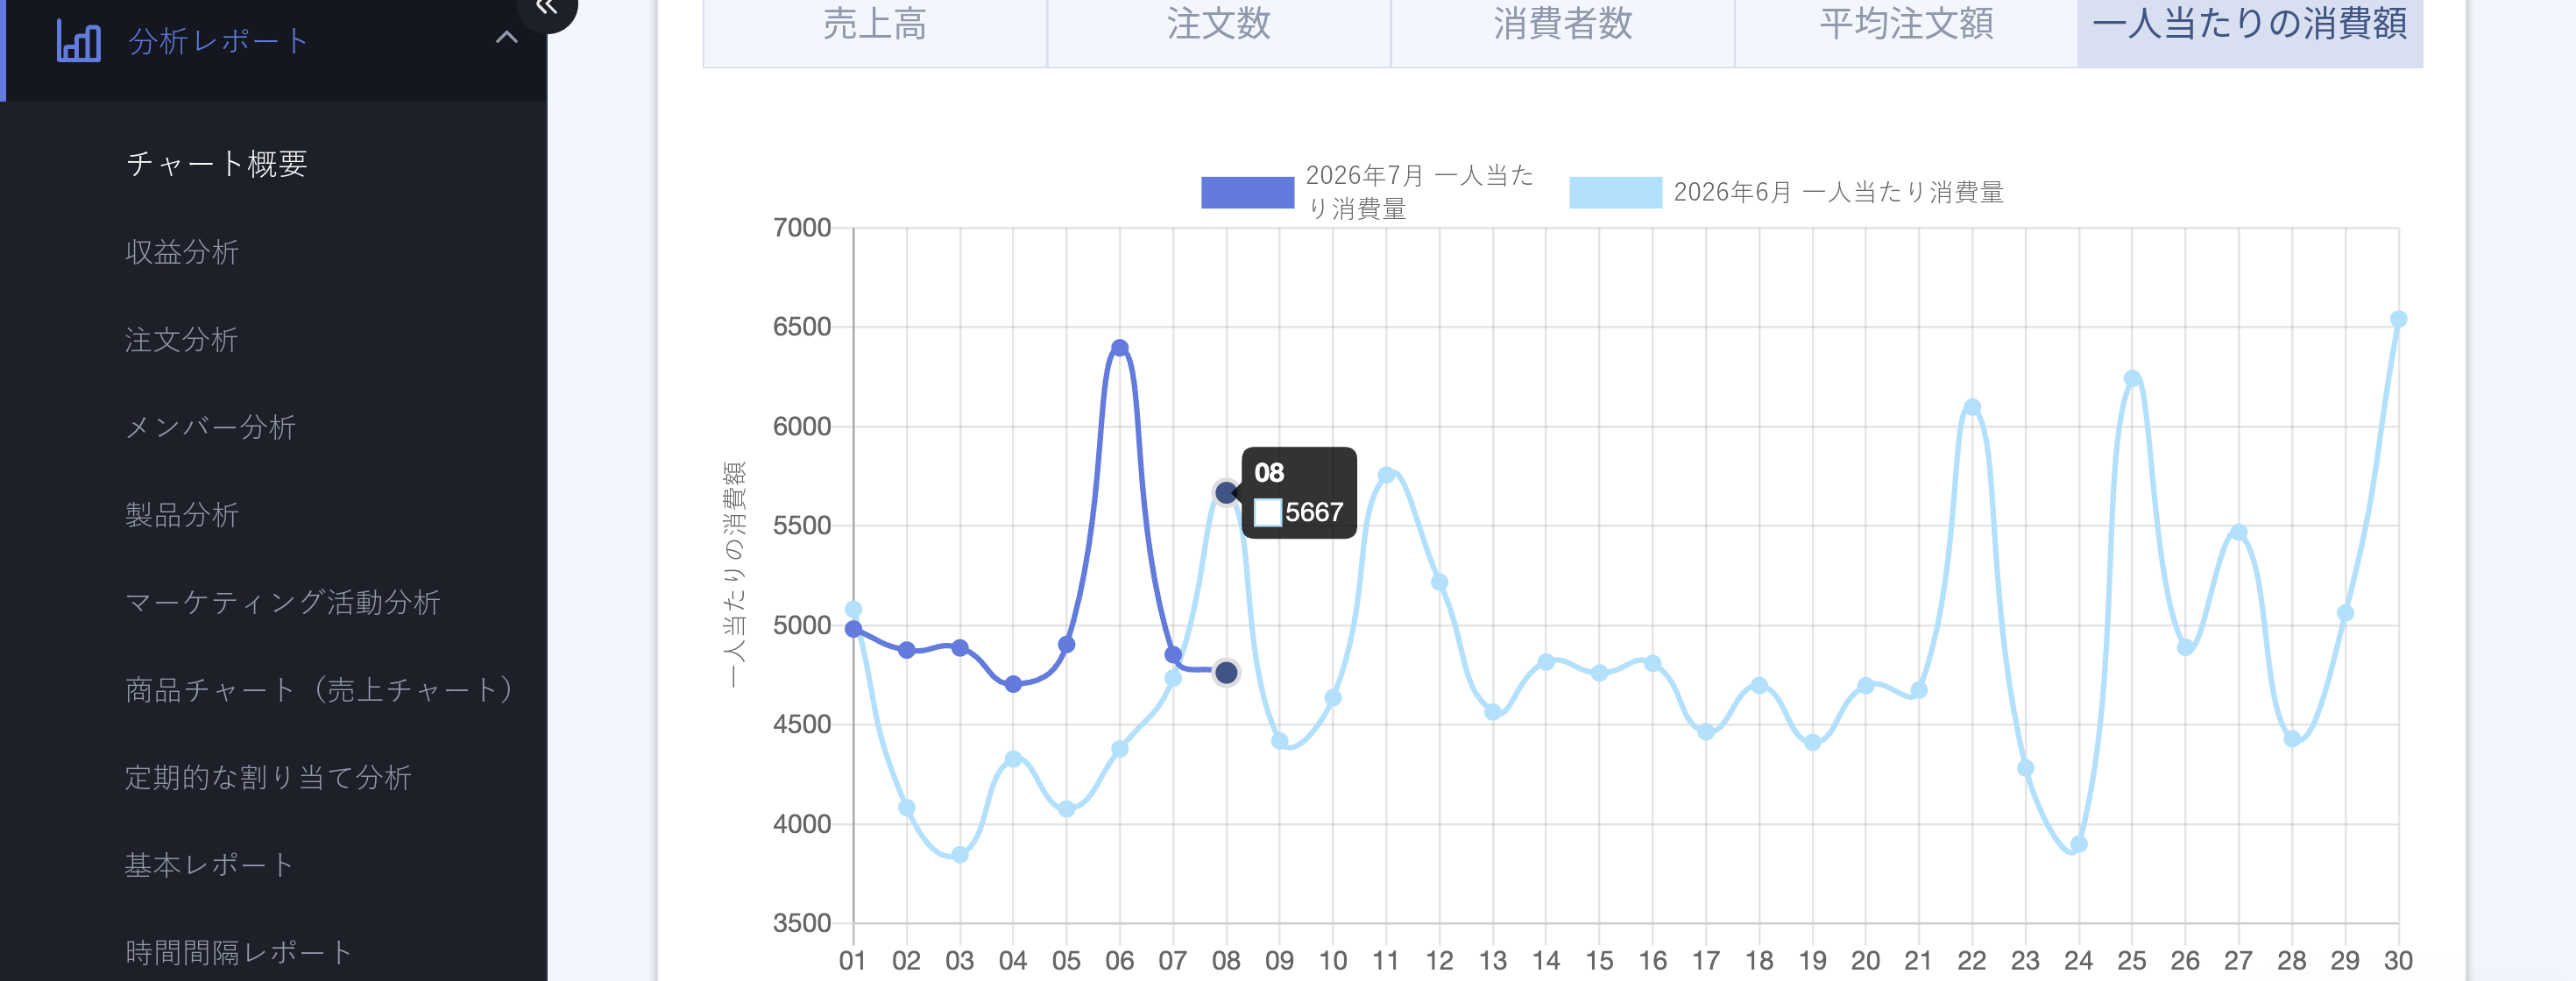 分析レポート
チャート概要
収益分析
注文分析
メンバー分析
製品分析
マーケティング活動分析
商品チャート（売上チャート）
定期的な割り当て分析
基本レポート
時間間隔レポート
売上高
注文数
消費者数
平均注文額
一人当たりの消費額
2026年7月 一人当た
り消費量
2026年6月 一人当たり消費量
一人当たりの消費額
7000
6500
6000
5500
5000
4500
4000
3500
08
5667
01 02 03 04 05 06 07 08 09 10 11 12 13 14 15 16 17 18 19 20 21 22 23 24 25 26 27 28 29 30